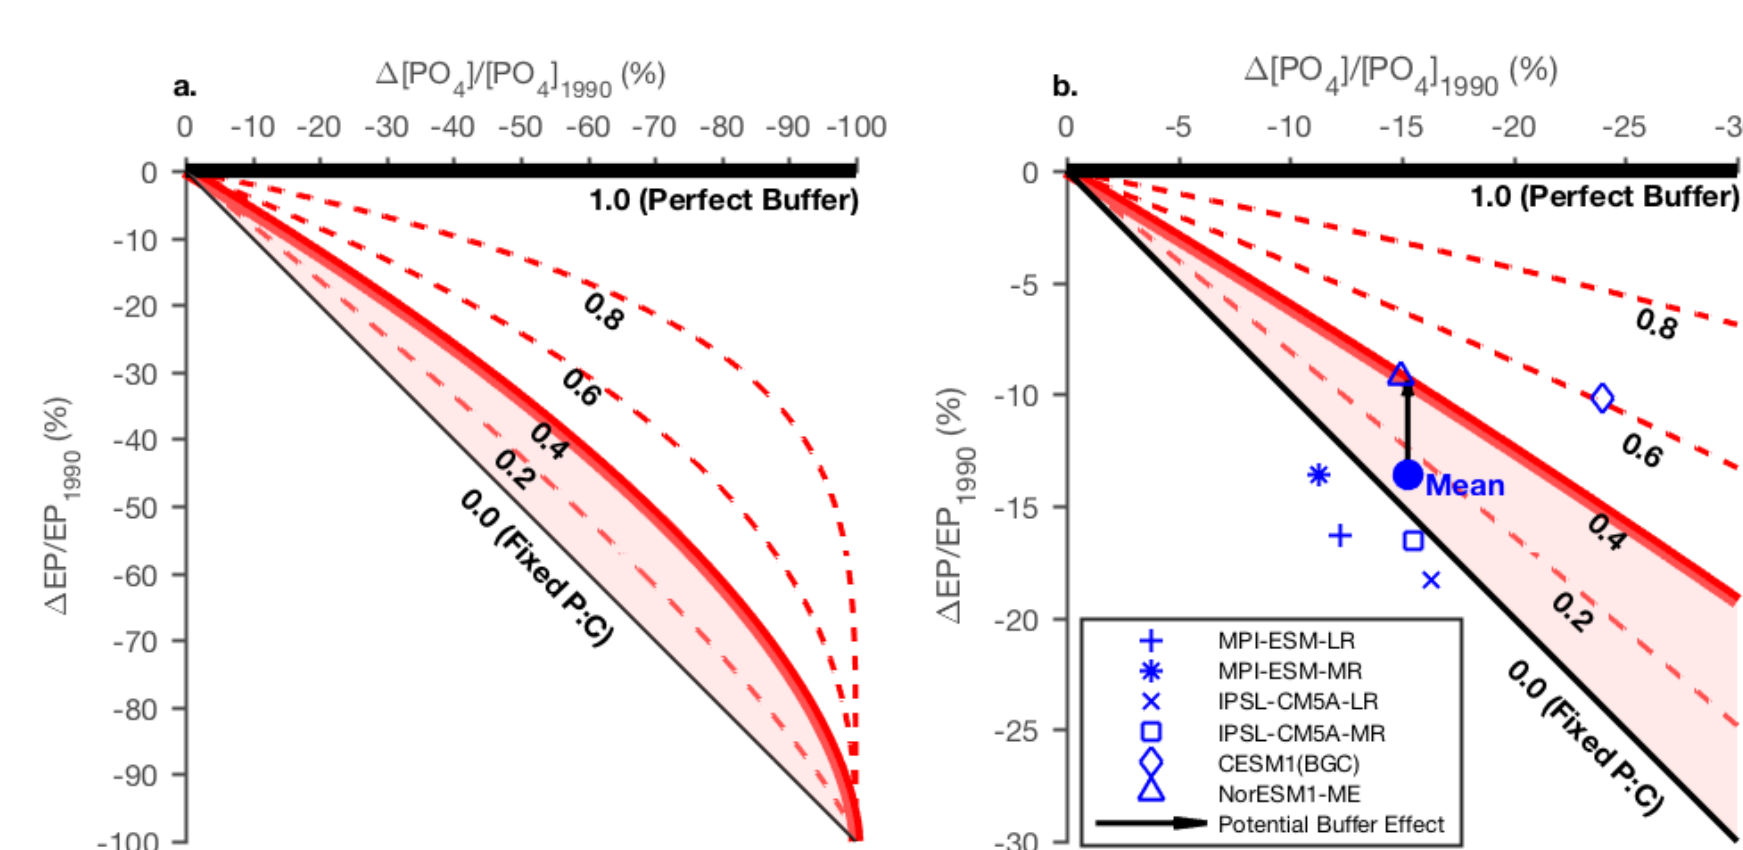 a.
Δ[PO4]/[PO4]1990 (%)
0 -10 -20 -30 -40 -50 -60 -70 -80 -90 -100
0
-10
-20
-30
-40
-50
-60
-70
-80
-90
-100
ΔEP/EP1990 (%)
1.0 (Perfect Buffer)
0.8
0.6
0.4
0.2
0.0 (Fixed P:C)
b.
Δ[PO4]/[PO4]1990 (%)
0 -5 -10 -15 -20 -25 -3
0
-5
-10
-15
-20
-25
-30
ΔEP/EP1990 (%)
1.0 (Perfect Buffer)
0.8
0.6
0.4
0.2
0.0 (Fixed P:C)
Mean
MPI-ESM-LR
MPI-ESM-MR
IPSL-CM5A-LR
IPSL-CM5A-MR
CESM1(BGC)
NorESM1-ME
Potential Buffer Effect